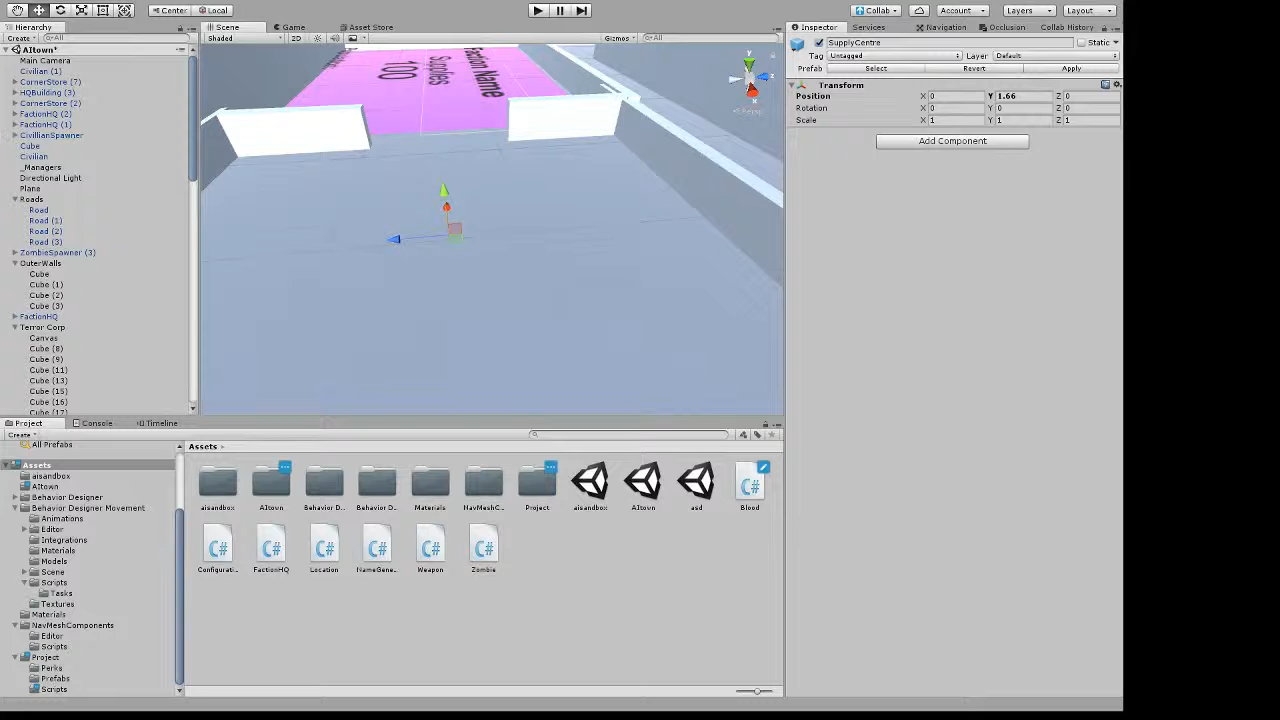 Center
Local
Collab
Account
Layers
Layout
Hierarchy
Scene
Game
Asset Store
Inspector
Services
Navigation
Occlusion
Collab History
Create
All
Shaded
2D
Gizmos
All
SupplyCentre
Static
Tag Untagged
Layer Default
Prefab Select Revert Apply
Transform
Position X 0 Y 1.66 Z 0
Rotation X 0 Y 0 Z 0
Scale X 1 Y 1 Z 1
Add Component
AItown*
Main Camera
Civilian (1)
CornerStore (7)
HQBuilding (3)
CornerStore (2)
FactionHQ (2)
FactionHQ (1)
CivillianSpawner
Cube
Civilian
_Managers
Directional Light
Plane
Roads
Road
Road (1)
Road (2)
Road (3)
ZombieSpawner (3)
OuterWalls
Cube
Cube (1)
Cube (2)
Cube (3)
FactionHQ
Terror Corp
Canvas
Cube (8)
Cube (9)
Cube (11)
Cube (13)
Cube (15)
Cube (16)
Cube (17)
Faction Name
Supplies
100
y
z
x
Persp
Project
Console
Timeline
Create
All Prefabs
Assets
aisandbox
AItown
Behavior Designer
Behavior Designer Movement
Animations
Editor
Integrations
Materials
Models
Scene
Scripts
Tasks
Textures
Materials
NavMeshComponents
Editor
Scripts
Project
Perks
Prefabs
Scripts
Assets
aisandbox
AItown
Behavior D...
Behavior D...
Materials
NavMeshC...
Project
aisandbox
AItown
asd
Blood
C#
C#
C#
C#
C#
C#
C#
Configurati...
FactionHQ
Location
NameGene...
Weapon
Zombie